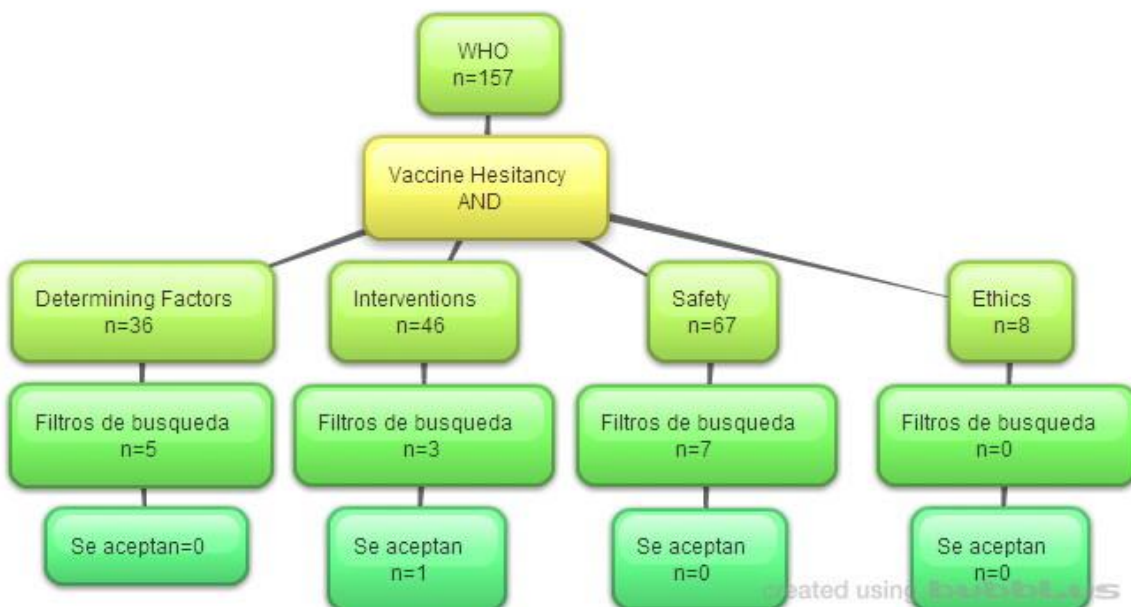 WHO
n=157
Vaccine Hesitancy
AND
Determining Factors
n=36
Interventions
n=46
Safety
n=67
Ethics
n=8
Filtros de busqueda
n=5
Filtros de busqueda
n=3
Filtros de busqueda
n=7
Filtros de busqueda
n=0
Se aceptan=0
Se aceptan
n=1
Se aceptan
n=0
Se aceptan
n=0
created using bubbl.us